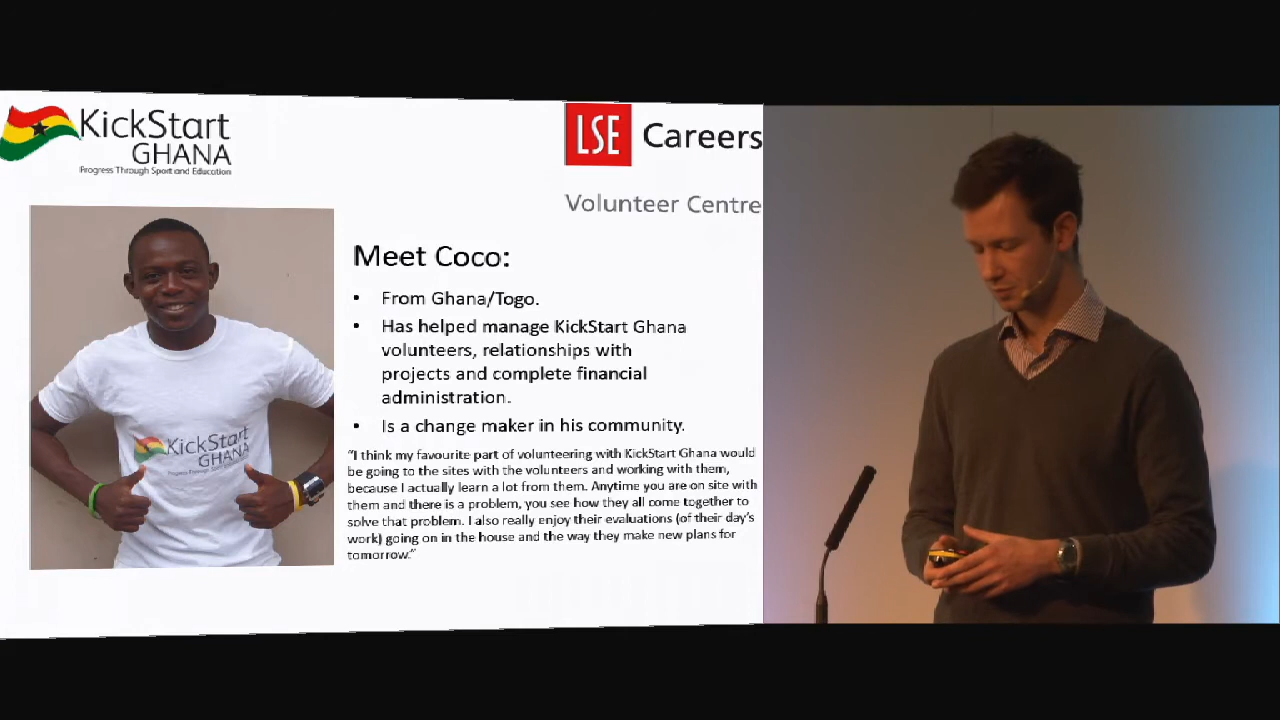 KickStart
GHANA
Progress Through Sport and Education
LSE Careers
Volunteer Centre
Meet Coco:
• From Ghana/Togo.
• Has helped manage KickStart Ghana
volunteers, relationships with
projects and complete financial
administration.
• Is a change maker in his community.
“I think my favourite part of volunteering with KickStart Ghana would
be going to the sites with the volunteers and working with them,
because I actually learn a lot from them. Anytime you are on site with
them and there is a problem, you see how they all come together to
solve that problem. I also really enjoy their evaluations (of their day’s
work) going on in the house and the way they make new plans for
tomorrow.”
KickStart
GHANA
Progress Through Sport and Education